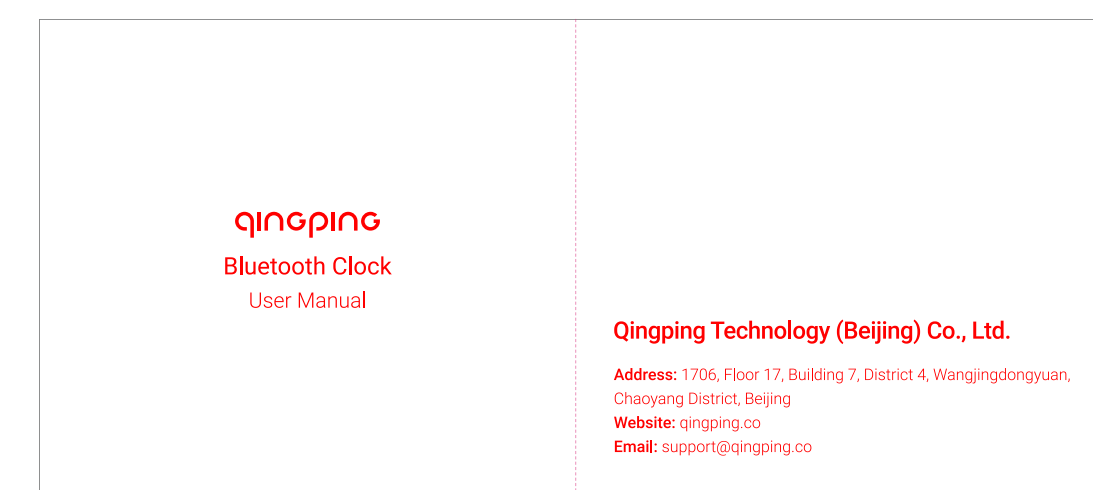 qingping
Bluetooth Clock
User Manual
Qingping Technology (Beijing) Co., Ltd.
Address: 1706, Floor 17, Building 7, District 4, Wangjingdongyuan,
Chaoyang District, Beijing
Website: qingping.co
Email: support@qingping.co